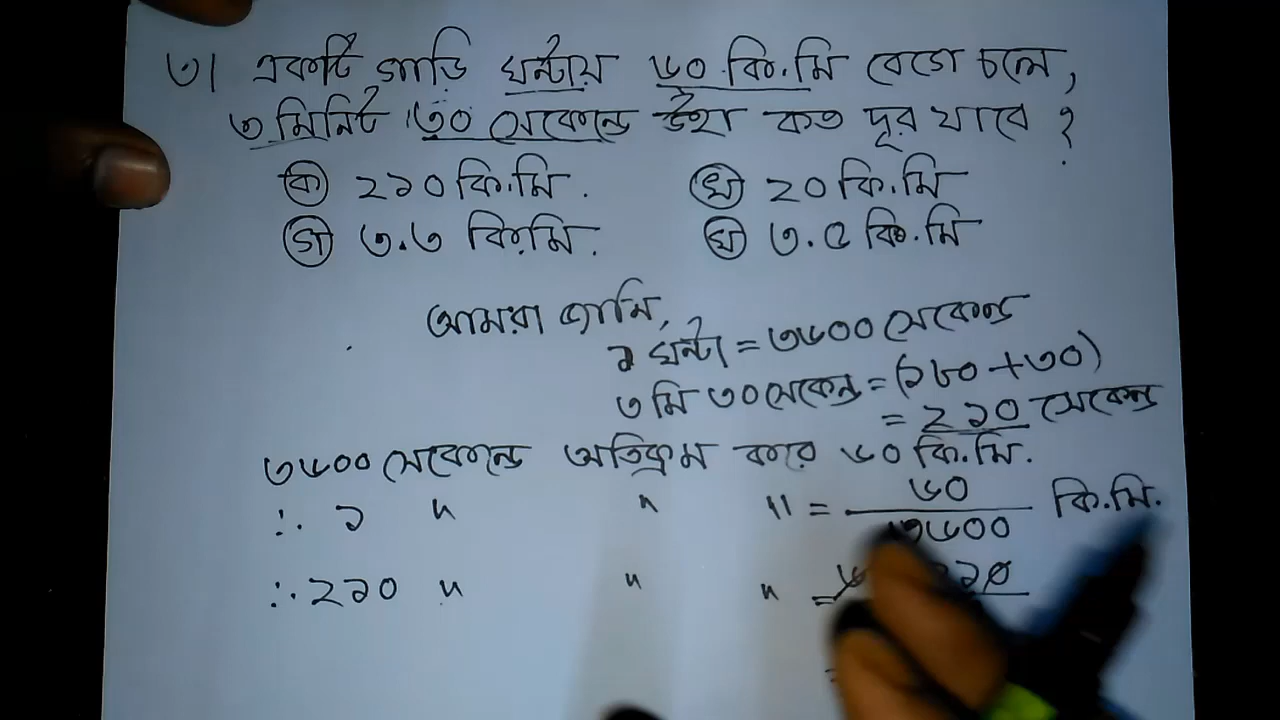 ৩। একটি গাড়ি ঘন্টায় ৬০ কি.মি বেগে চলে,
৩ মিনিট ৩০ সেকেন্ডে উহা কত দূর যাবে ?
ক ২১০ কি.মি. খ ২০ কি.মি
গ ৩.৩ কি.মি. ঘ ৩.৫ কি.মি
আমরা জানি,
১ ঘন্টা = ৩৬০০ সেকেন্ড
৩ মি ৩০ সেকেন্ড = (১৮০ + ৩০)
= ২১০ সেকেন্ড
৩৬০০ সেকেন্ডে অতিক্রম করে ৬০ কি.মি.
∴ ১ " " " = ৬০/৩৬০০ কি.মি.
∴ ২১০ " " " =